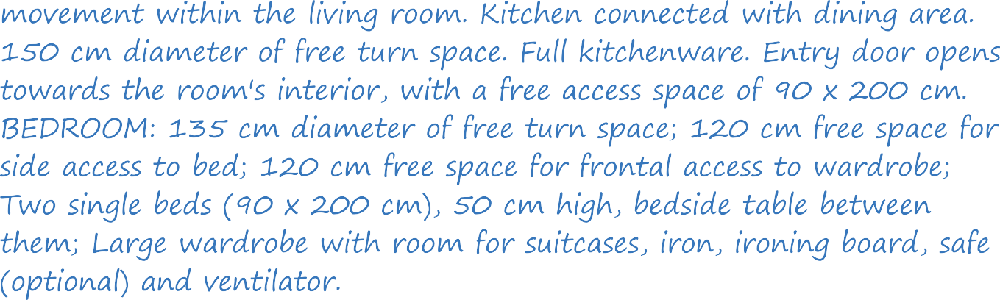 movement within the living room. Kitchen connected with dining area.
150 cm diameter of free turn space. Full kitchenware. Entry door opens
towards the room's interior, with a free access space of 90 x 200 cm.
BEDROOM: 135 cm diameter of free turn space; 120 cm free space for
side access to bed; 120 cm free space for frontal access to wardrobe;
Two single beds (90 x 200 cm), 50 cm high, bedside table between
them; Large wardrobe with room for suitcases, iron, ironing board, safe
(optional) and ventilator.